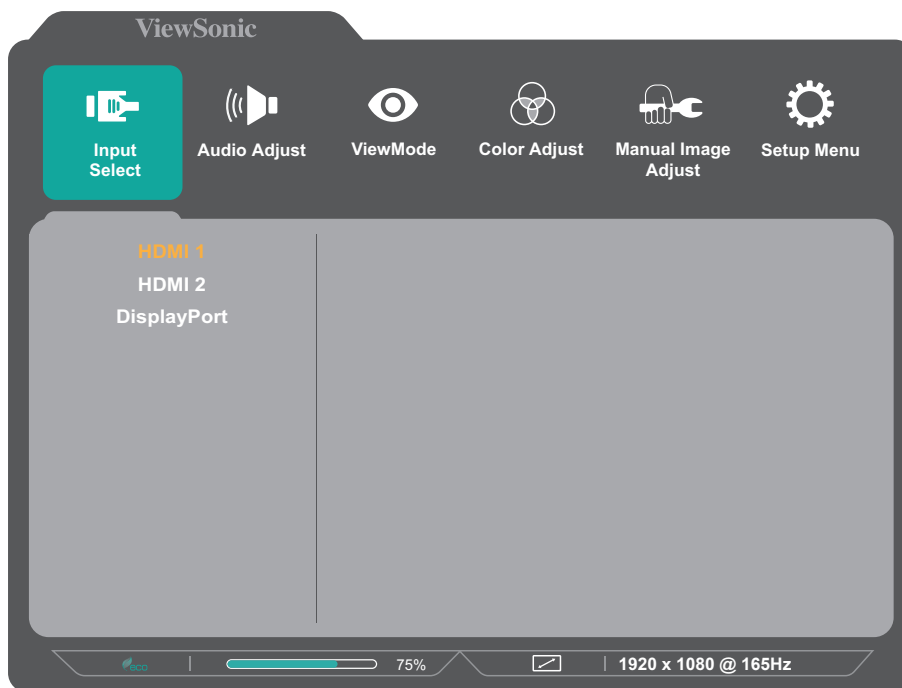 ViewSonic
Input
Select
Audio Adjust
ViewMode
Color Adjust
Manual Image
Adjust
Setup Menu
HDMI 1
HDMI 2
DisplayPort
ECO
75%
1920 x 1080 @ 165Hz